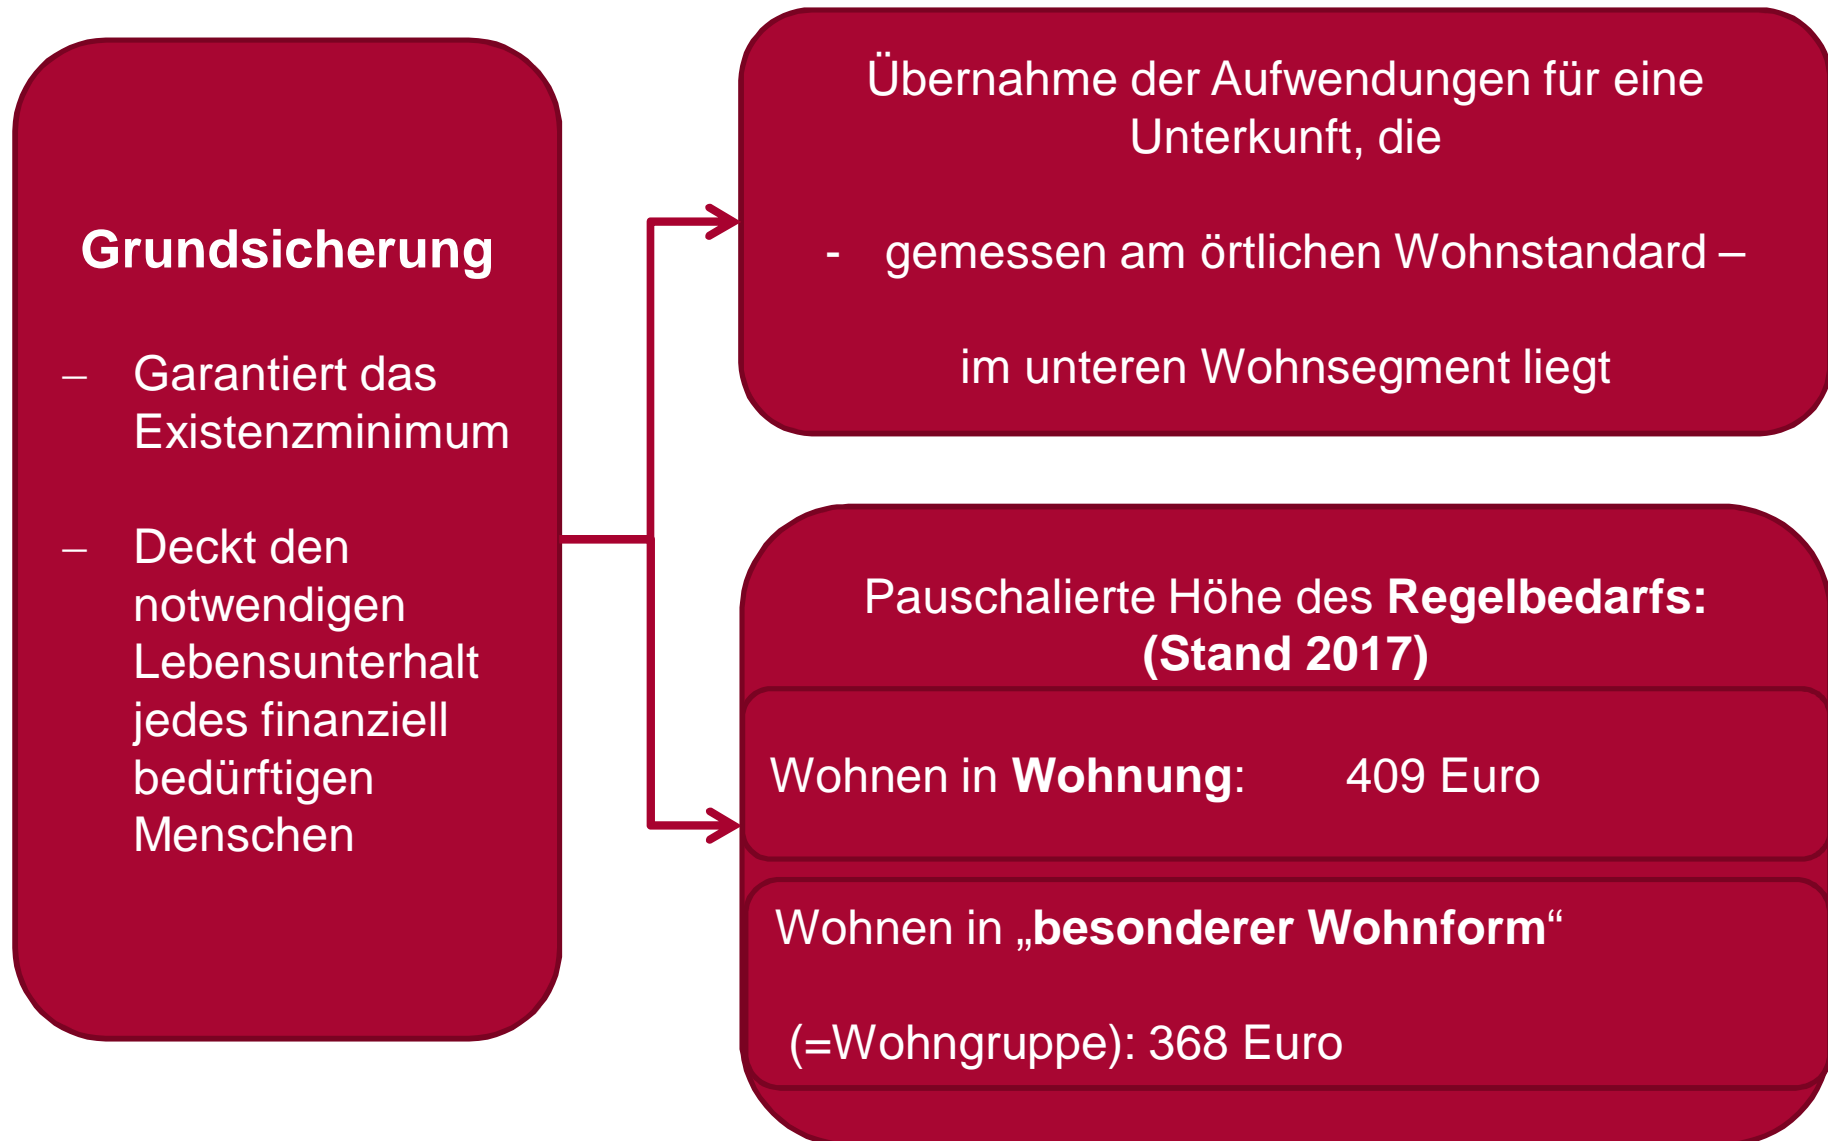 Grundsicherung
– Garantiert das
Existenzminimum
– Deckt den
notwendigen
Lebensunterhalt
jedes finanziell
bedürftigen
Menschen
Übernahme der Aufwendungen für eine
Unterkunft, die
- gemessen am örtlichen Wohnstandard –
im unteren Wohnsegment liegt
Pauschalierte Höhe des Regelbedarfs:
(Stand 2017)
Wohnen in Wohnung: 409 Euro
Wohnen in „besonderer Wohnform“
(=Wohngruppe): 368 Euro